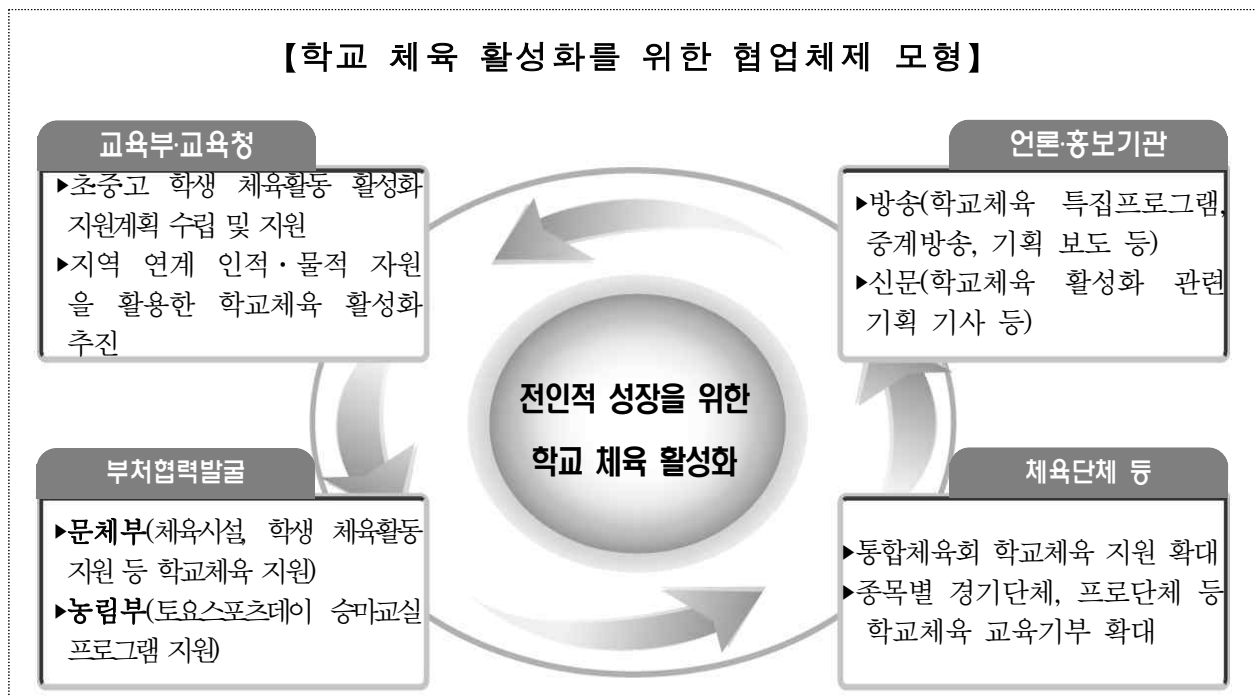 【학교 체육 활성화를 위한 협업체제 모형】
교육부·교육청
▶초중고 학생 체육활동 활성화
지원계획 수립 및 지원
▶지역 연계 인적·물적 자원
을 활용한 학교체육 활성화
추진
언론·홍보기관
▶방송(학교체육 특집프로그램,
중계방송, 기획 보도 등)
▶신문(학교체육 활성화 관련
기획 기사 등)
전인적 성장을 위한
학교 체육 활성화
부처협력발굴
▶문체부(체육시설, 학생 체육활동
지원 등 학교체육 지원)
▶농림부(토요스포츠데이 승마교실
프로그램 지원)
체육단체 등
▶통합체육회 학교체육 지원 확대
▶종목별 경기단체, 프로단체 등
학교체육 교육기부 확대